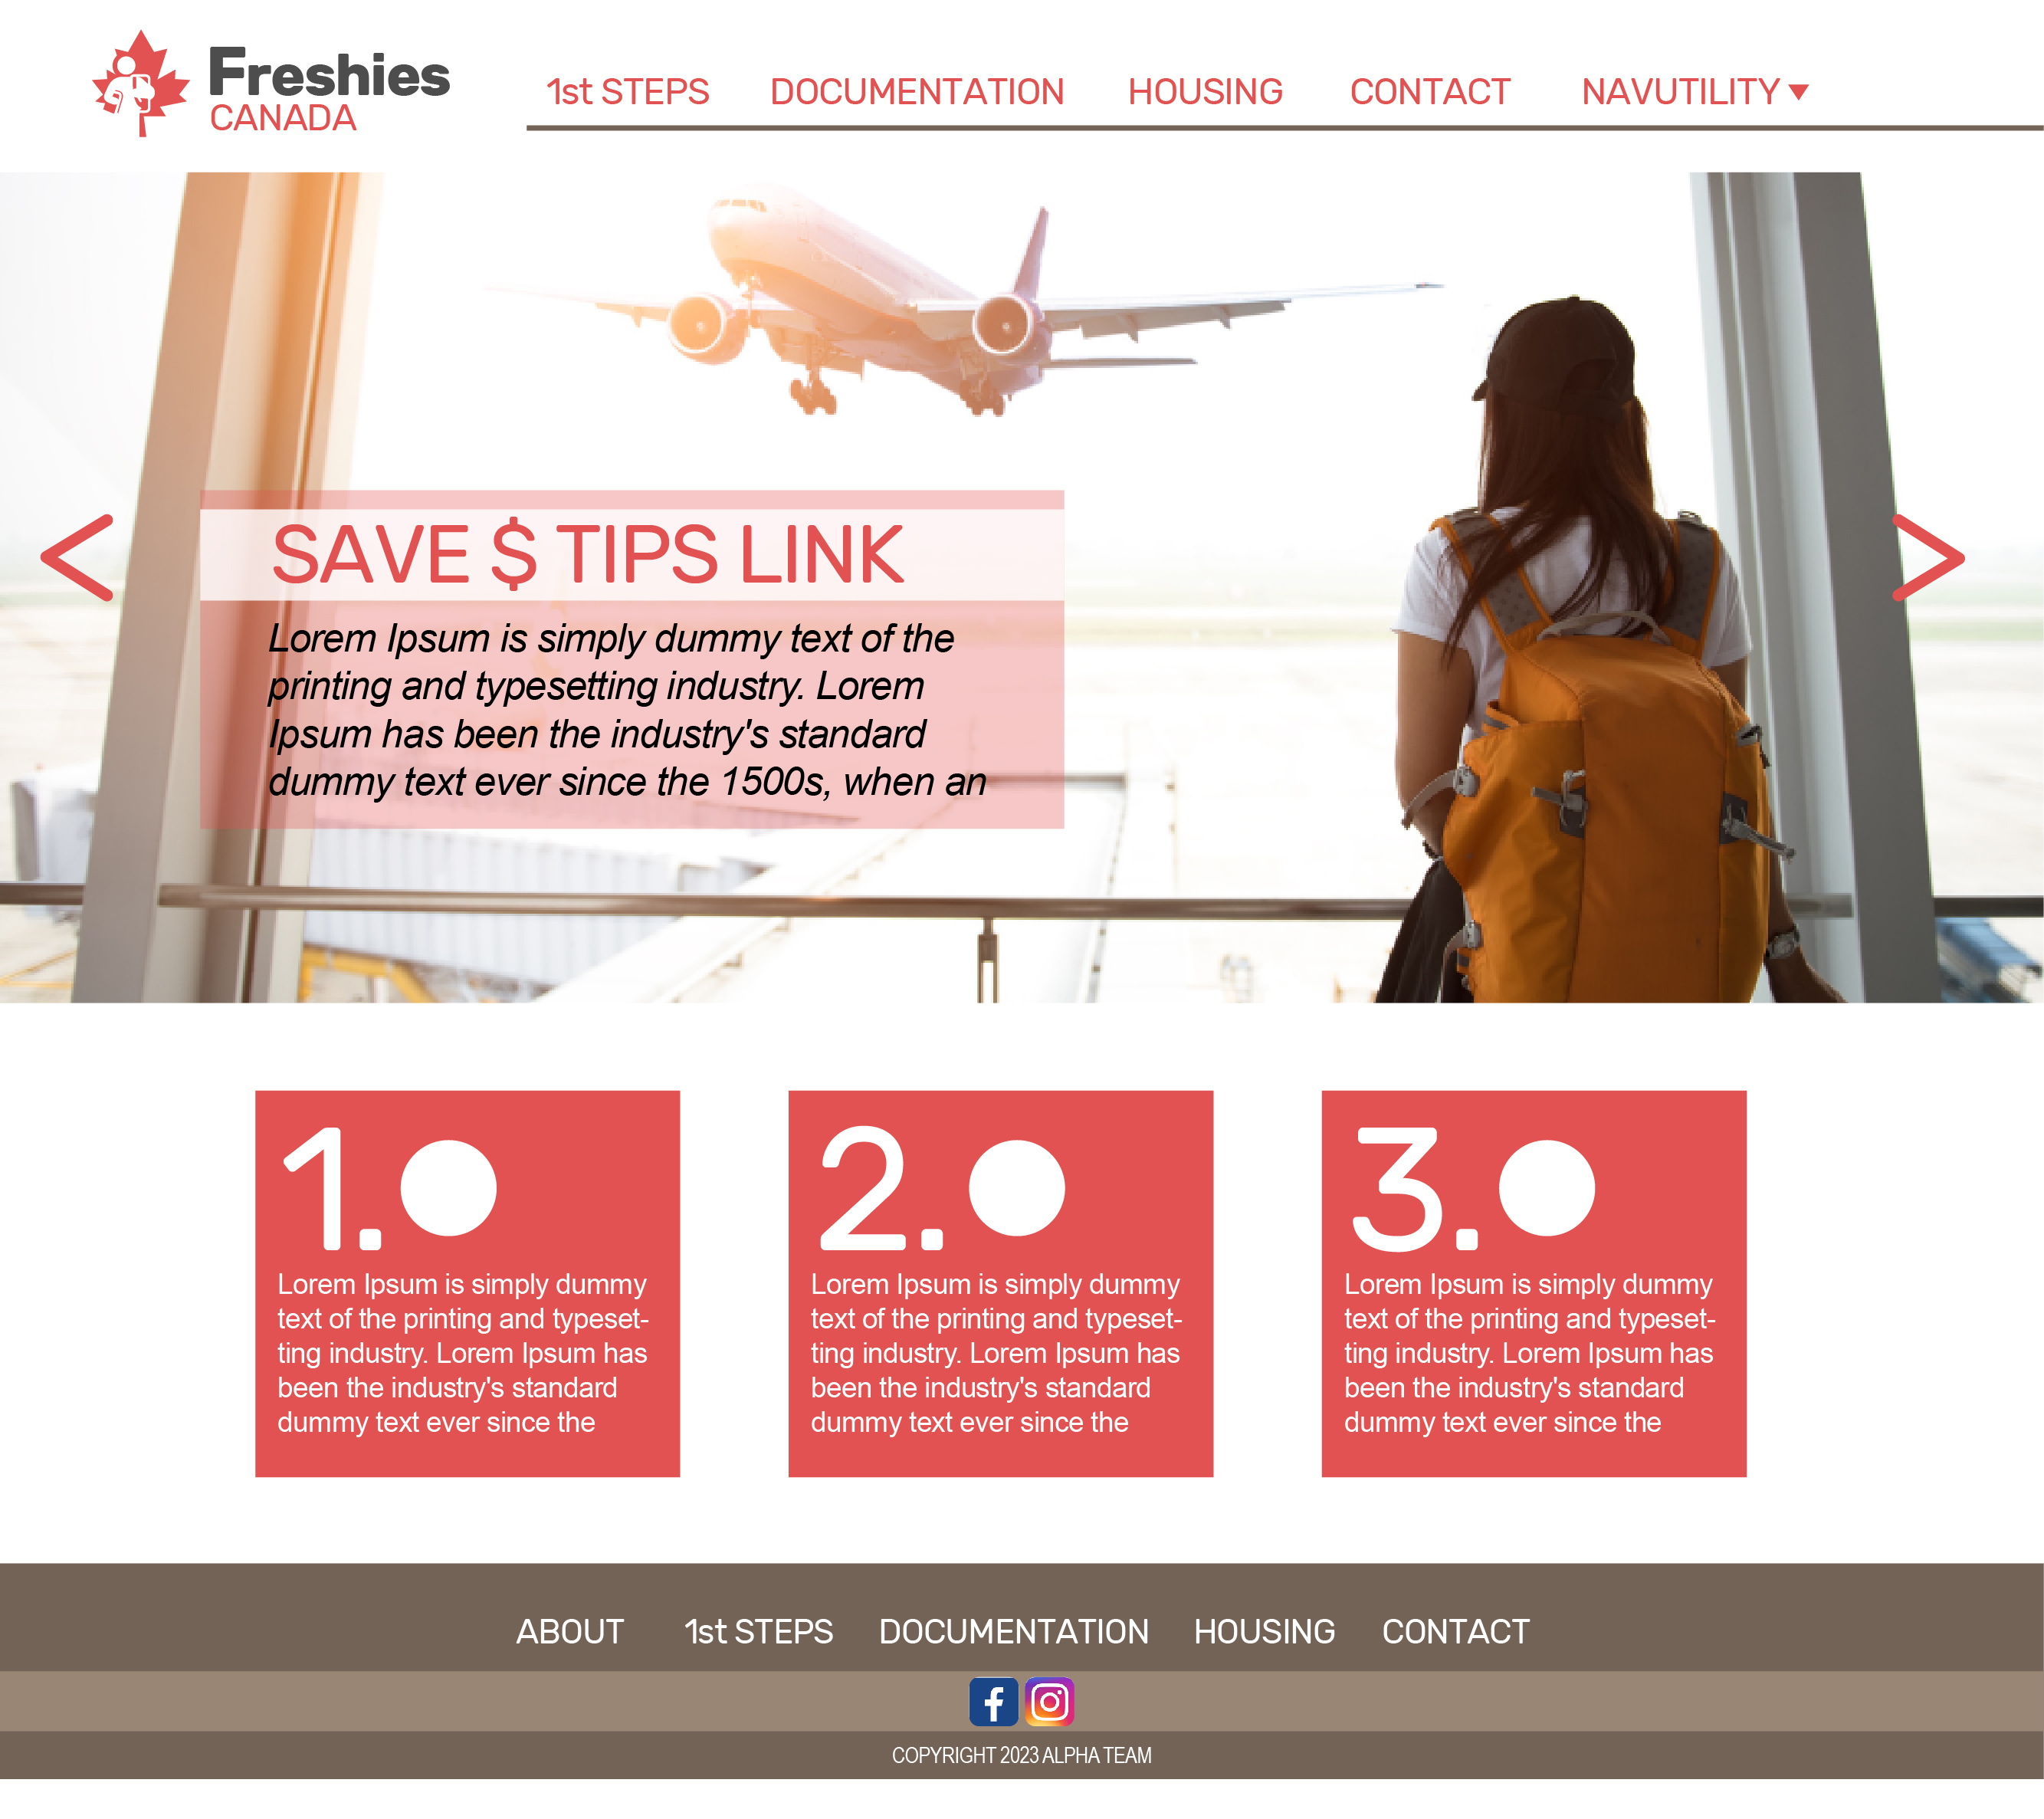 Freshies
CANADA
1st STEPS DOCUMENTATION HOUSING CONTACT NAVUTILITY
SAVE $ TIPS LINK
Lorem Ipsum is simply dummy text of the
printing and typesetting industry. Lorem
Ipsum has been the industry's standard
dummy text ever since the 1500s, when an
1.
Lorem Ipsum is simply dummy
text of the printing and typeset-
ting industry. Lorem Ipsum has
been the industry's standard
dummy text ever since the
2.
Lorem Ipsum is simply dummy
text of the printing and typeset-
ting industry. Lorem Ipsum has
been the industry's standard
dummy text ever since the
3.
Lorem Ipsum is simply dummy
text of the printing and typeset-
ting industry. Lorem Ipsum has
been the industry's standard
dummy text ever since the
ABOUT 1st STEPS DOCUMENTATION HOUSING CONTACT
COPYRIGHT 2023 ALPHA TEAM